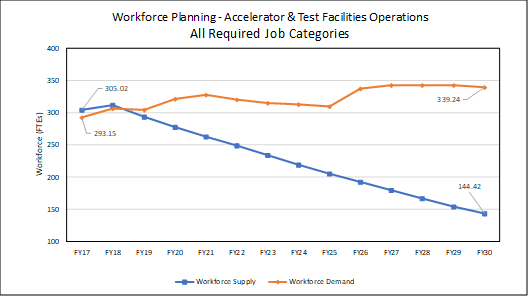 Workforce Planning - Accelerator & Test Facilities Operations
All Required Job Categories
400
350
300
250
200
150
100
Workforce (FTEs)
305.02
293.15
339.24
144.42
FY17 FY18 FY19 FY20 FY21 FY22 FY23 FY24 FY25 FY26 FY27 FY28 FY29 FY30
Workforce Supply Workforce Demand